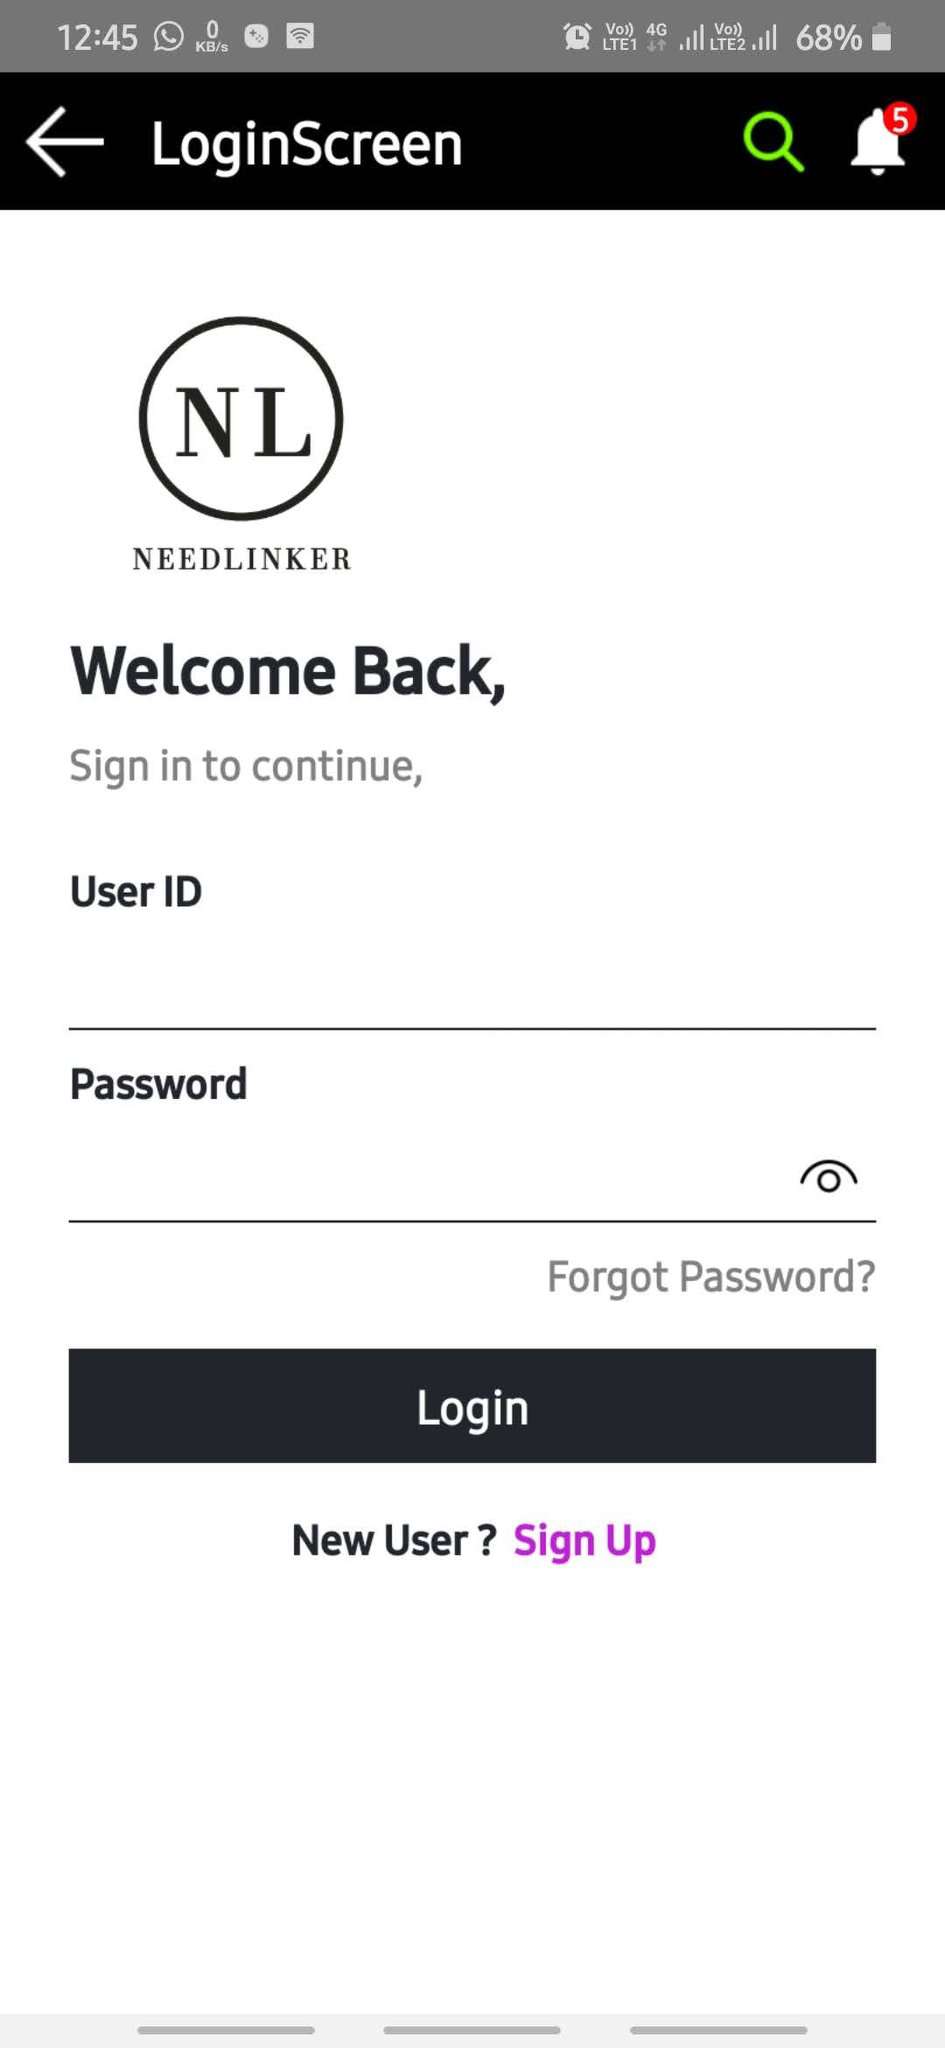 12:45 0 KB/s Vo)) LTE1 4G Vo)) LTE2 68%
LoginScreen 5
NL
NEEDLINKER
Welcome Back,
Sign in to continue,
User ID
Password
Forgot Password?
Login
New User ? Sign Up